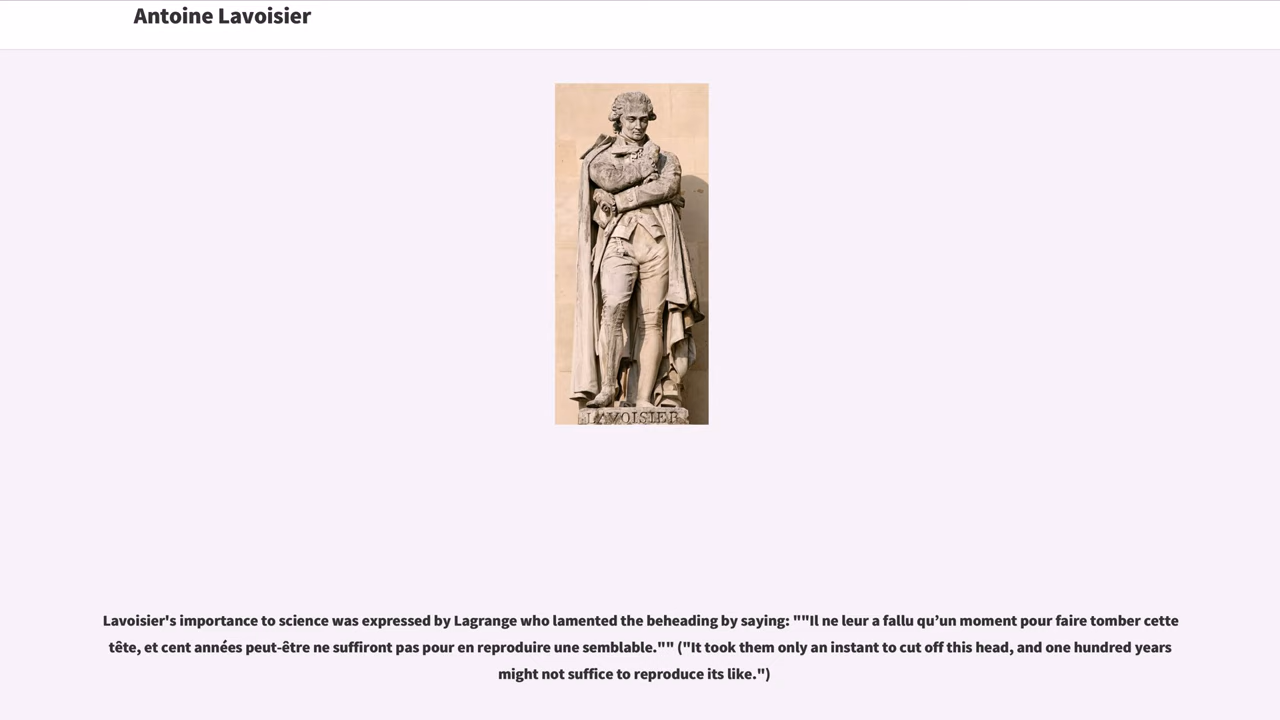 Antoine Lavoisier
LAVOISIER
Lavoisier's importance to science was expressed by Lagrange who lamented the beheading by saying: ""Il ne leur a fallu qu’un moment pour faire tomber cette
tête, et cent années peut-être ne suffiront pas pour en reproduire une semblable."" ("It took them only an instant to cut off this head, and one hundred years
might not suffice to reproduce its like.")